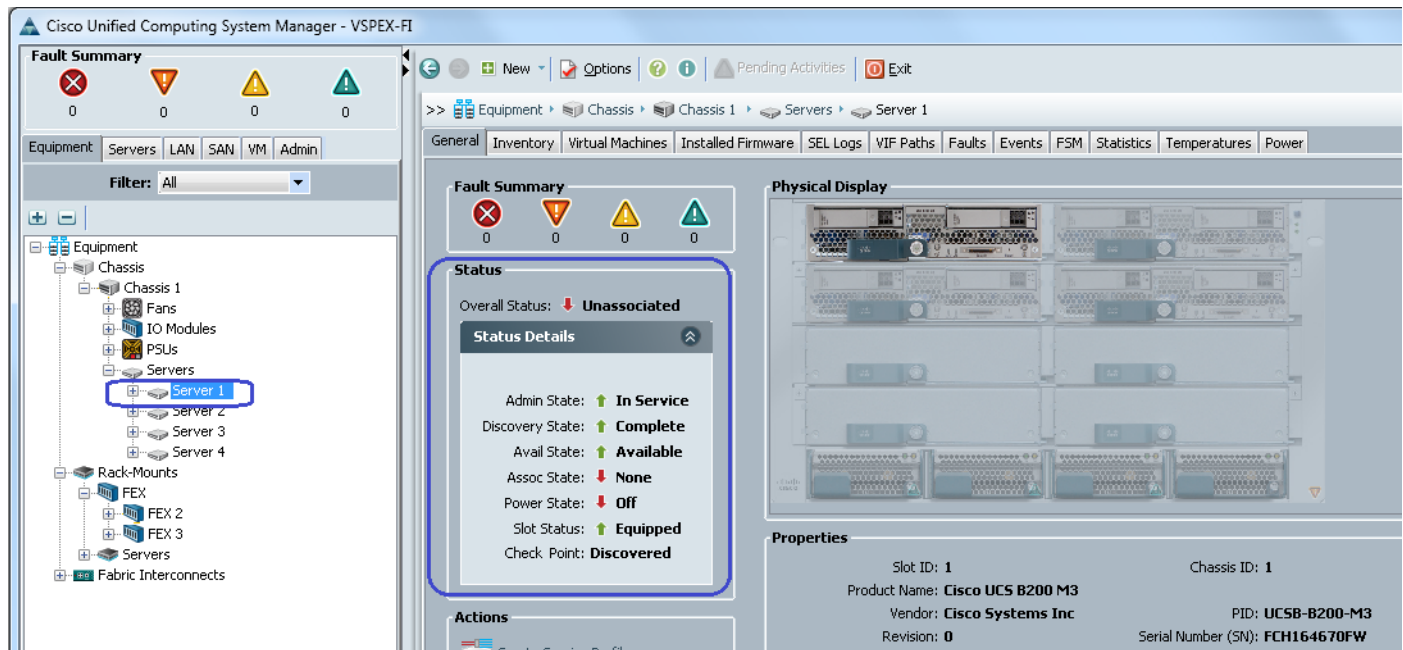 Cisco Unified Computing System Manager - VSPEX-FI
Fault Summary
0 0 0 0
Equipment Servers LAN SAN VM Admin
Filter: All
Equipment
Chassis
Chassis 1
Fans
IO Modules
PSUs
Servers
Server 1
Server 2
Server 3
Server 4
Rack-Mounts
FEX
FEX 2
FEX 3
Servers
Fabric Interconnects
New Options Pending Activities Exit
>> Equipment Chassis Chassis 1 Servers Server 1
General Inventory Virtual Machines Installed Firmware SEL Logs VIF Paths Faults Events FSM Statistics Temperatures Power
Fault Summary
0 0 0 0
Status
Overall Status: Unassociated
Status Details
Admin State: In Service
Discovery State: Complete
Avail State: Available
Assoc State: None
Power State: Off
Slot Status: Equipped
Check Point: Discovered
Actions
Physical Display
Properties
Slot ID: 1 Chassis ID: 1
Product Name: Cisco UCS B200 M3
Vendor: Cisco Systems Inc PID: UCSB-B200-M3
Revision: 0 Serial Number (SN): FCH164670FW